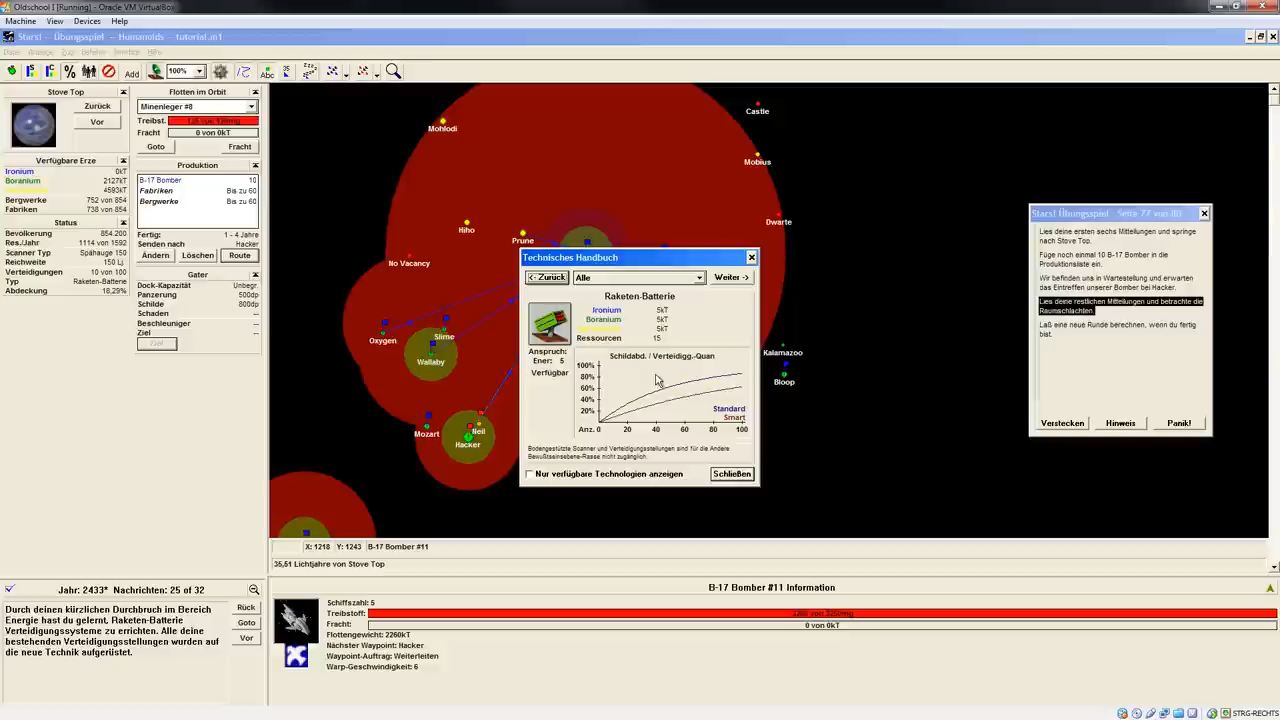 Oldschool I [Running] - Oracle VM VirtualBox
Machine View Devices Help
Stars! -- Übungsspiel -- Humanoids -- tutorial.m1
Add 100% Abc 35
Stove Top
Zurück
Vor
Verfügbare Erze
Ironium 0kT
Boranium 2127kT
4593kT
Bergwerke 752 von 854
Fabriken 738 von 854
Status
Bevölkerung 854.200
Res./Jahr 1114 von 1592
Scanner Typ Spähauge 150
Reichweite 150 Lj.
Verteidigungen 10 von 100
Typ Raketen-Batterie
Abdeckung 18,29%
Flotten im Orbit
Minenleger #8
Treibst.
Fracht 0 von 0kT
Goto Fracht
Produktion
B-17 Bomber 10
Fabriken Bis zu 60
Bergwerke Bis zu 60
Fertig: 1 - 4 Jahre
Senden nach Hacker
Ändern Löschen Route
Gater
Dock-Kapazität Unbegr.
Panzerung 500dp
Schilde 800dp
Schaden --
Beschleuniger --
Ziel --
Mohlodi
Castle
Mobius
Dwarte
Hiho
Prune
No Vacancy
Oxygen
Slime
Wallaby
Mozart
Neil
Hacker
Kalamazoo
Bloop
Technisches Handbuch
<- Zurück Alle Weiter ->
Raketen-Batterie
Ironium 5kT
Boranium 5kT
5kT
Ressourcen 15
Anspruch:
Ener: 5
Verfügbar
Schildabd. / Verteidigg.-Quan
100%
80%
60%
40%
20%
Standard
Smart
Anz. 0 20 40 60 80 100
Bodengestützte Scanner und Verteidigungsstellungen sind für die Andere
Bewußtseinsebene-Rasse nicht zugänglich.
Nur verfügbare Technologien anzeigen Schließen
Stars! Übungsspiel - Seite 77 von 80
Lies deine ersten sechs Mitteilungen und springe
nach Stove Top.
Füge noch einmal 10 B-17 Bomber in die
Produktionsliste ein.
Wir befinden uns in Wartestellung und erwarten
das Eintreffen unserer Bomber bei Hacker.
Lies deine restlichen Mitteilungen und betrachte die
Raumschlachten.
Laß eine neue Runde berechnen, wenn du fertig
bist.
Verstecken Hinweis Panik!
X: 1218 Y: 1243 B-17 Bomber #11
35,51 Lichtjahre von Stove Top
Jahr: 2433* Nachrichten: 25 of 32
Durch deinen kürzlichen Durchbruch im Bereich
Energie hast du gelernt, Raketen-Batterie
Verteidigungssysteme zu errichten. Alle deine
bestehenden Verteidigungsstellungen wurden auf
die neue Technik aufgerüstet.
Rück
Goto
Vor
B-17 Bomber #11 Information
Schiffszahl: 5
Treibstoff:
Fracht: 0 von 0kT
Flottengewicht: 2260kT
Nächster Waypoint: Hacker
Waypoint-Auftrag: Weiterleiten
Warp-Geschwindigkeit: 6
STRG-RECHTS